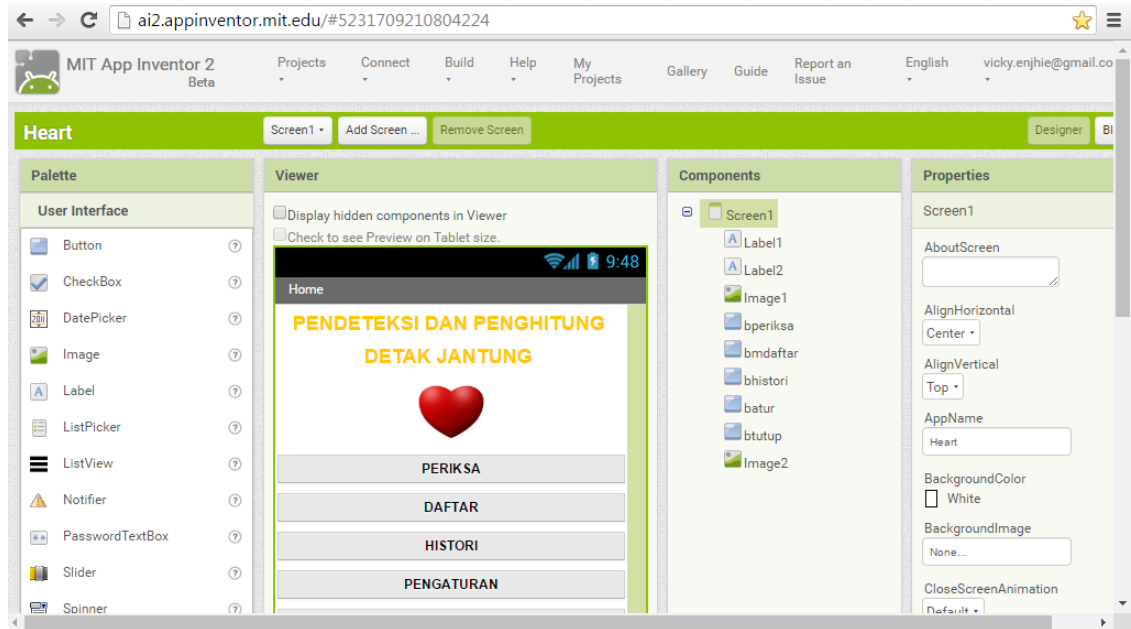 ai2.appinventor.mit.edu/#5231709210804224
MIT App Inventor 2
Beta
Projects
Connect
Build
Help
My
Projects
Gallery
Guide
Report an
Issue
English
vicky.enjhie@gmail.co
Heart
Screen1
Add Screen ...
Remove Screen
Designer
Bl
Palette
User Interface
Button
CheckBox
DatePicker
Image
Label
ListPicker
ListView
Notifier
PasswordTextBox
Slider
Spinner
Viewer
Display hidden components in Viewer
Check to see Preview on Tablet size.
9:48
Home
PENDETEKSI DAN PENGHITUNG
DETAK JANTUNG
PERIKSA
DAFTAR
HISTORI
PENGATURAN
Components
Screen1
Label1
Label2
Image1
bperiksa
bmdaftar
bhistori
batur
btutup
Image2
Properties
Screen1
AboutScreen
AlignHorizontal
Center
AlignVertical
Top
AppName
Heart
BackgroundColor
White
BackgroundImage
None...
CloseScreenAnimation
Default